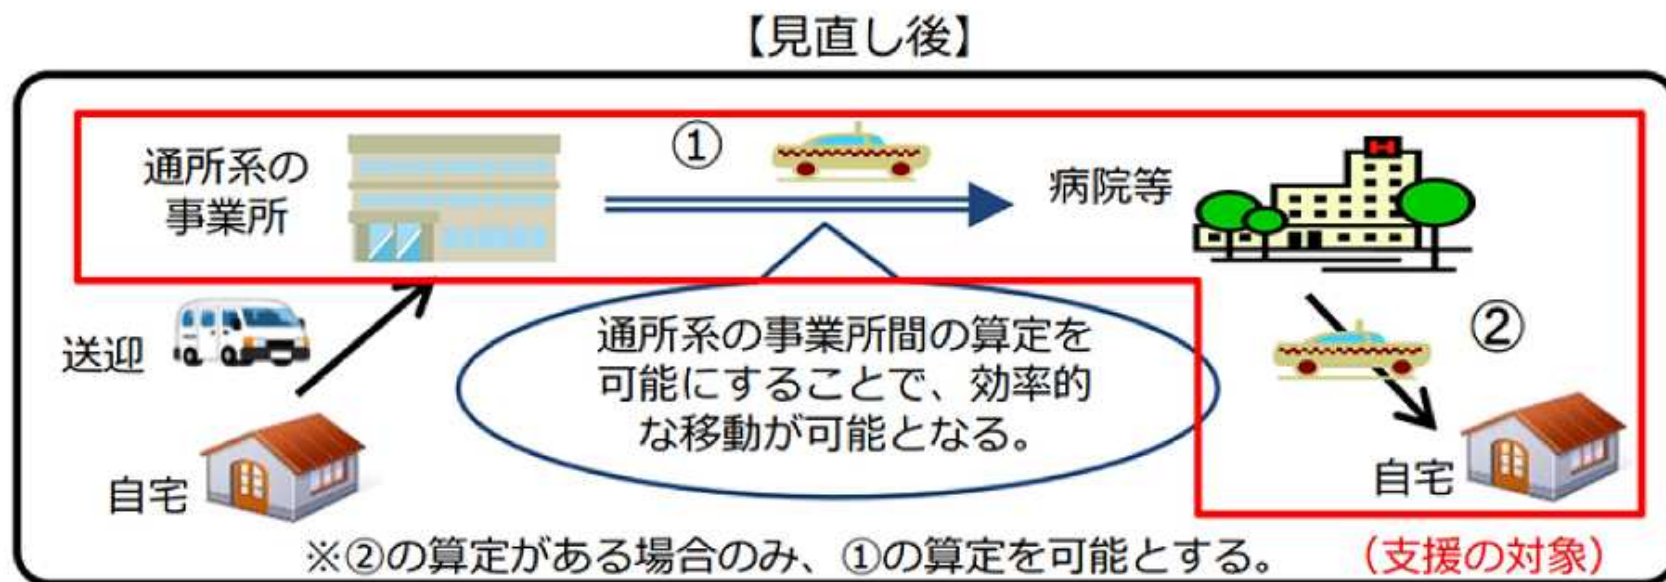 【見直し後】
通所系の
事業所
①
病院等
H
送迎
通所系の事業所間の算定を
可能にすることで、効率的
な移動が可能となる。
②
自宅
自宅
※②の算定がある場合のみ、①の算定を可能とする。
（支援の対象）